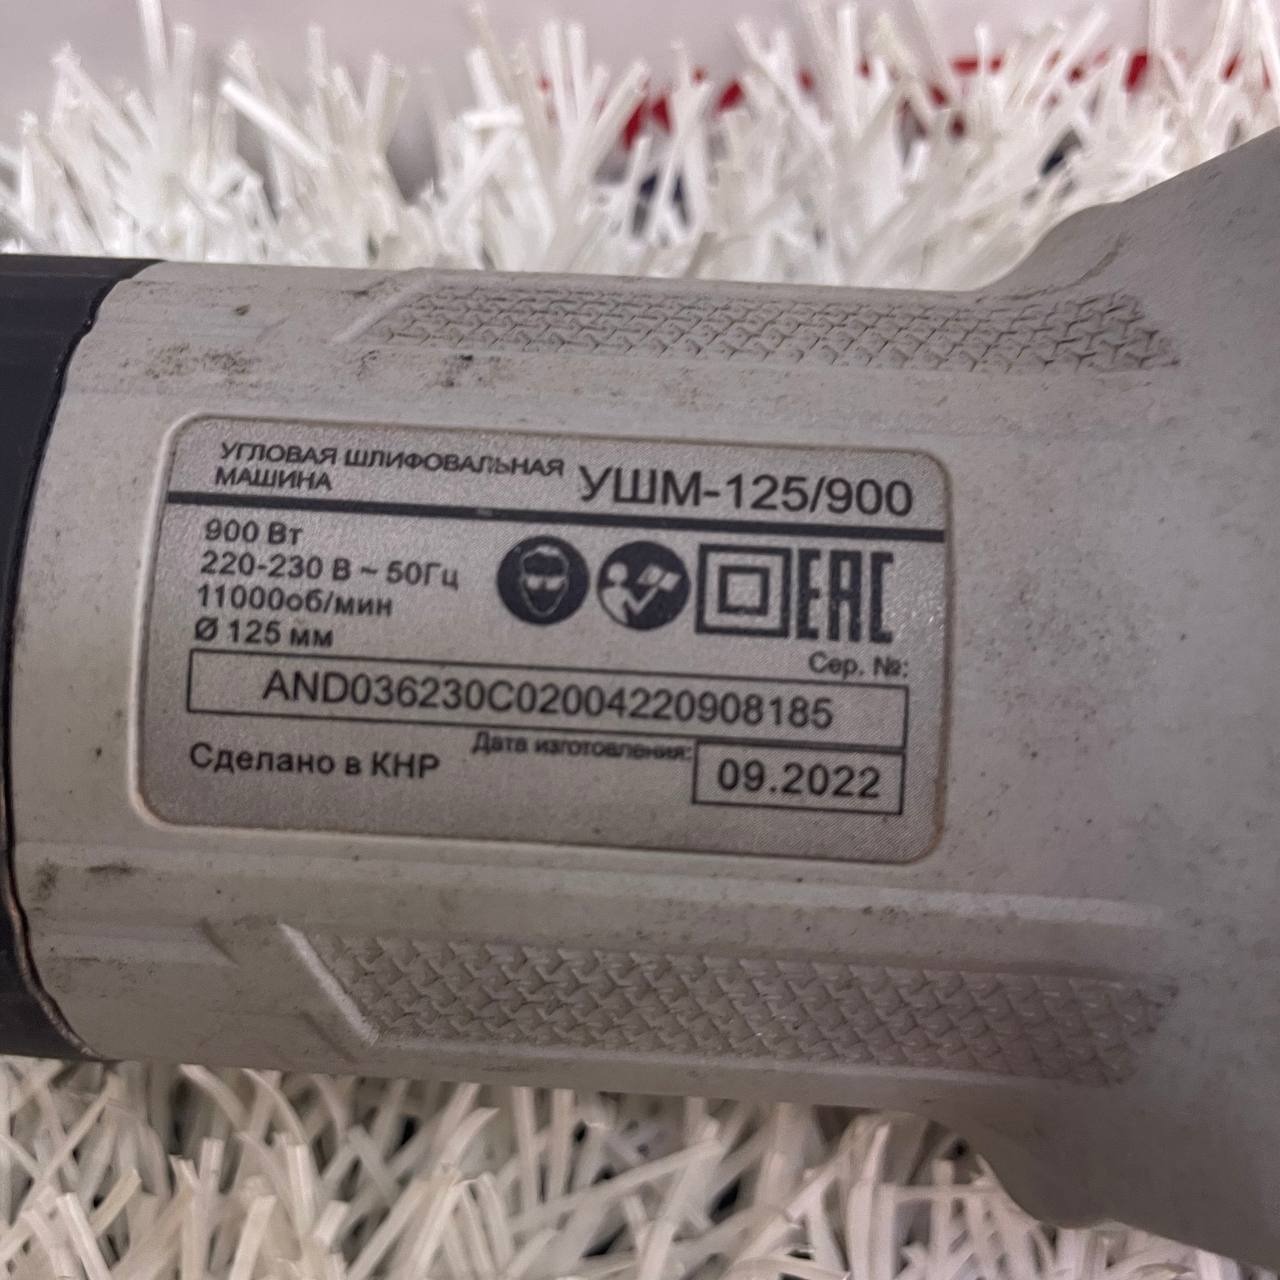 УГЛОВАЯ ШЛИФОВАЛЬНАЯ
МАШИНА
УШМ-125/900
900 Вт
220-230 В ~ 50Гц
11000об/мин
Ø 125 мм
EAC
Сер. №:
AND036230C02004220908185
Сделано в КНР
Дата изготовления:
09.2022